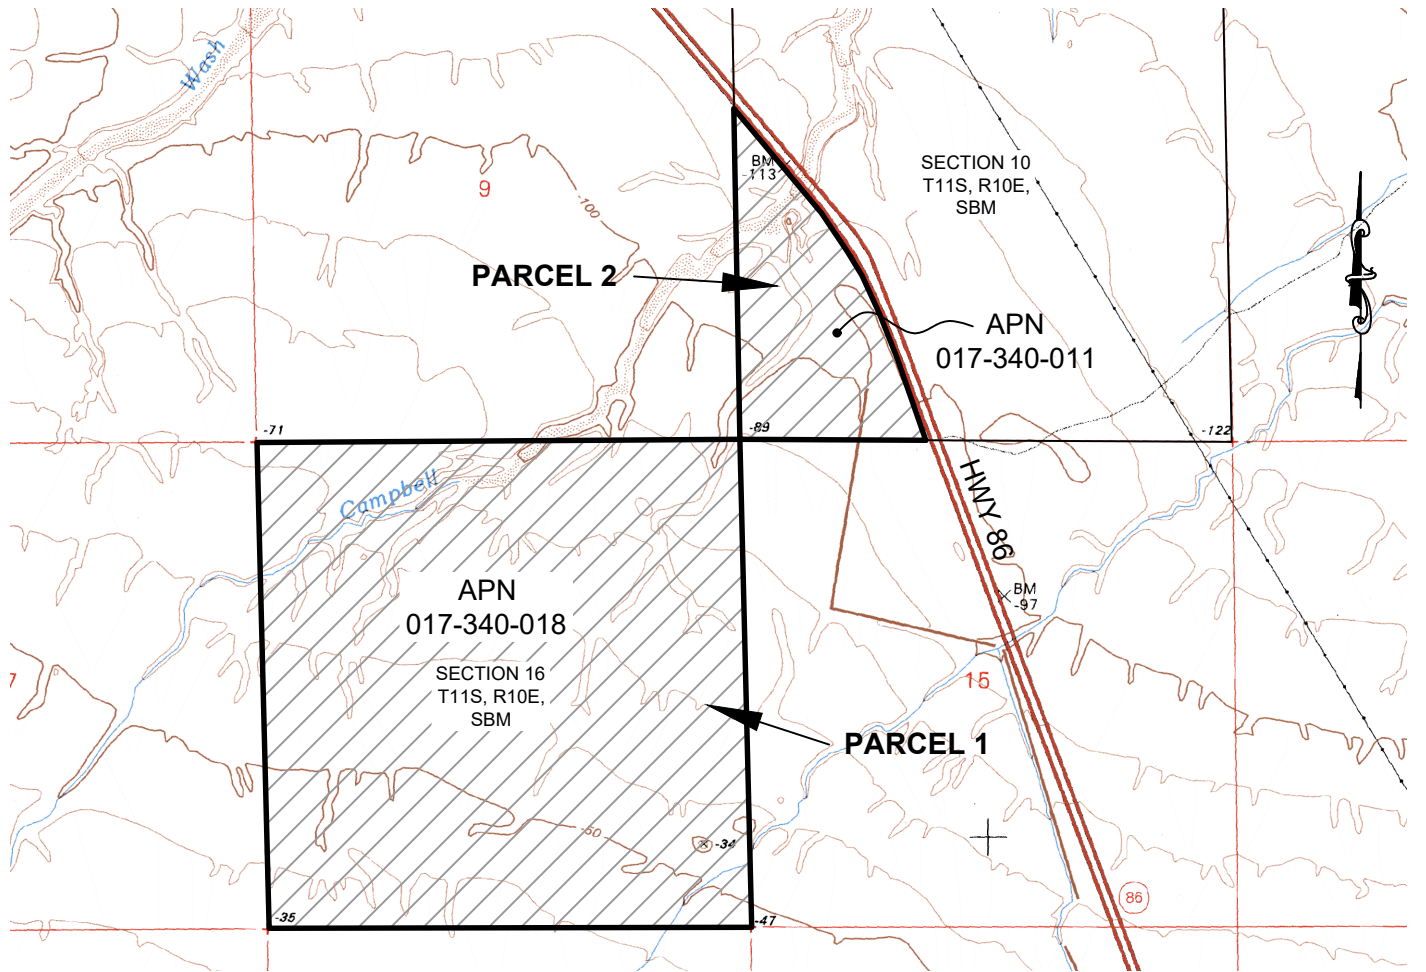 Wash
9
-100
BM
-113
SECTION 10
T11S, R10E,
SBM
PARCEL 2
APN
017-340-011
-71
-89
-122
Campbell
HWY 86
BM
-97
APN
017-340-018
SECTION 16
T11S, R10E,
SBM
7
15
PARCEL 1
-50
-34
86
-35
-47